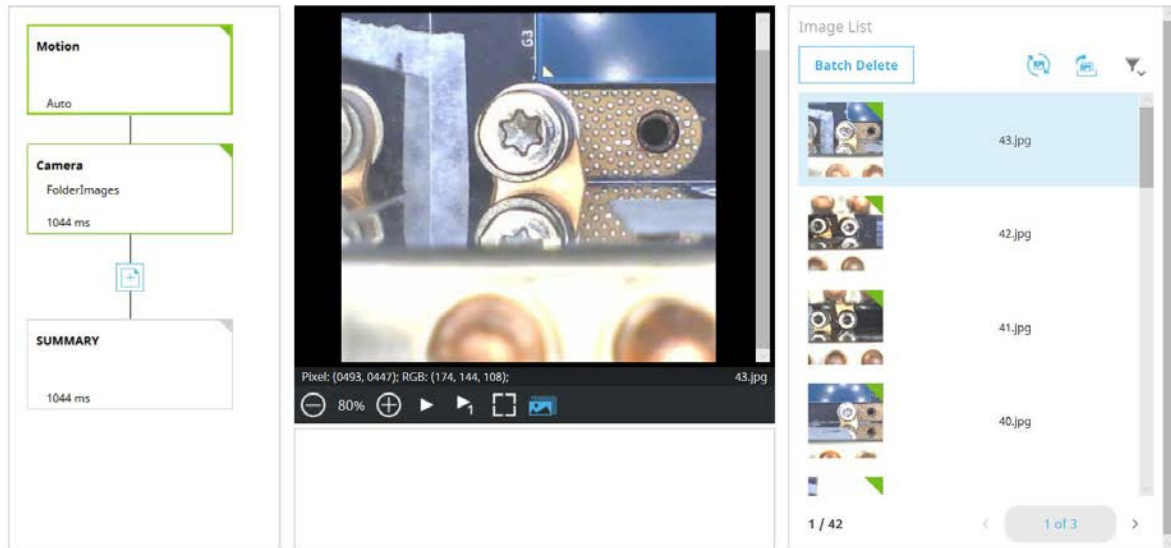 Motion
Auto
Camera
FolderImages
1044 ms
SUMMARY
1044 ms
G3
Pixel: (0493, 0447); RGB: (174, 144, 108);
43.jpg
80%
1
Image List
Batch Delete
43.jpg
42.jpg
41.jpg
40.jpg
1 / 42
1 of 3